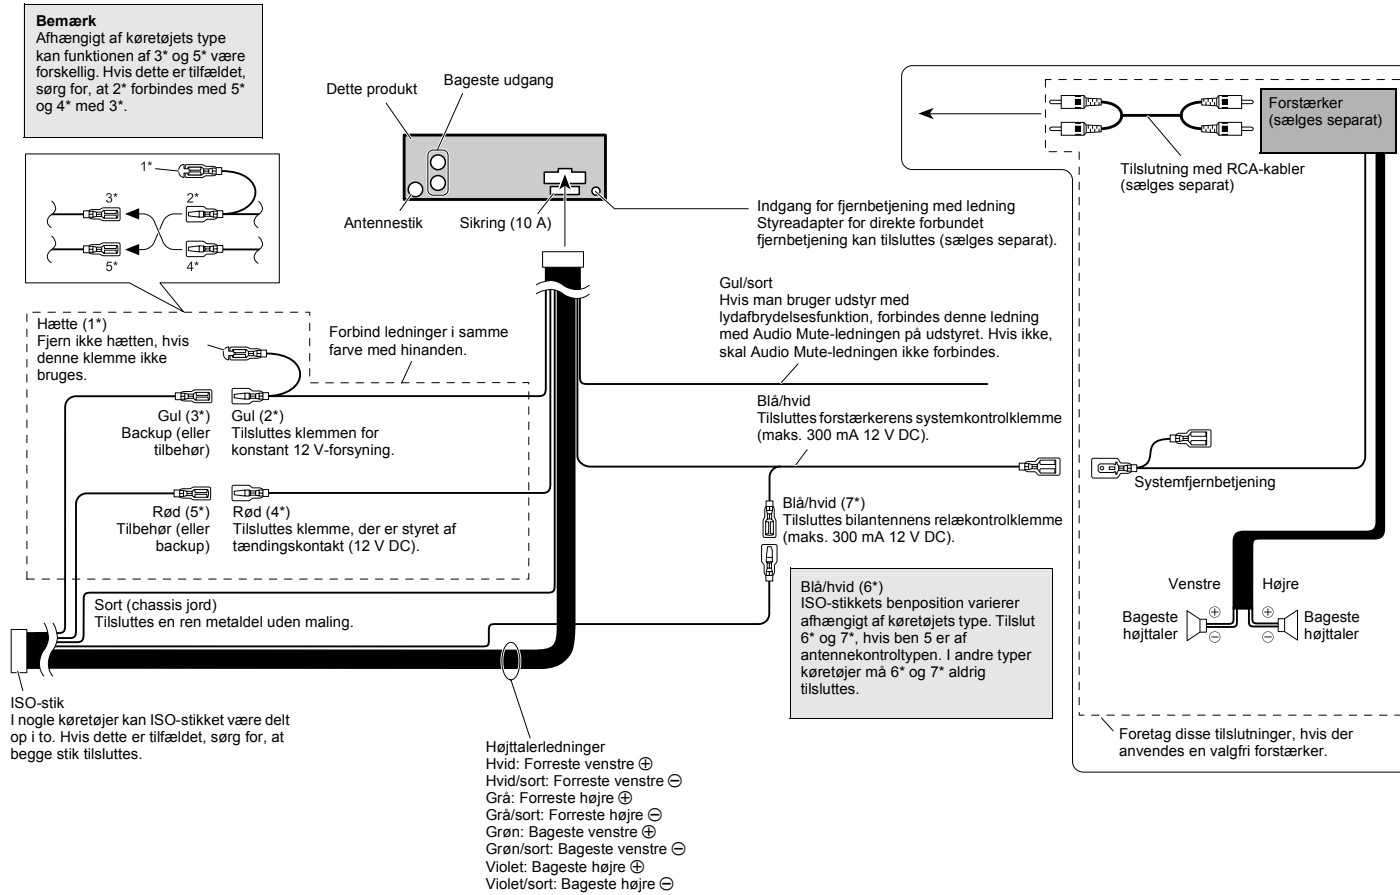 Bemærk
Afhængigt af køretøjets type
kan funktionen af 3* og 5* være
forskellig. Hvis dette er tilfældet,
sørg for, at 2* forbindes med 5*
og 4* med 3*.
1*
3*
2*
5*
4*
Dette produkt
Bageste udgang
Antennestik
Sikring (10 A)
Indgang for fjernbetjening med ledning
Styreadapter for direkte forbundet
fjernbetjening kan tilsluttes (sælges separat).
Forstærker
(sælges separat)
Tilslutning med RCA-kabler
(sælges separat)
Gul/sort
Hvis man bruger udstyr med
lydafbrydelsesfunktion, forbindes denne ledning
med Audio Mute-ledningen på udstyret. Hvis ikke,
skal Audio Mute-ledningen ikke forbindes.
Hætte (1*)
Fjern ikke hætten, hvis
denne klemme ikke
bruges.
Forbind ledninger i samme
farve med hinanden.
Gul (3*)
Backup (eller
tilbehør)
Gul (2*)
Tilsluttes klemmen for
konstant 12 V-forsyning.
Rød (5*)
Tilbehør (eller
backup)
Rød (4*)
Tilsluttes klemme, der er styret af
tændingskontakt (12 V DC).
Blå/hvid
Tilsluttes forstærkerens systemkontrolklemme
(maks. 300 mA 12 V DC).
Systemfjernbetjening
Blå/hvid (7*)
Tilsluttes bilantennens relækontrolklemme
(maks. 300 mA 12 V DC).
Blå/hvid (6*)
ISO-stikkets benposition varierer
afhængigt af køretøjets type. Tilslut
6* og 7*, hvis ben 5 er af
antennekontroltypen. I andre typer
køretøjer må 6* og 7* aldrig
tilsluttes.
Venstre
Højre
Bageste
højttaler
⊕
⊖
⊕
⊖
Bageste
højttaler
Sort (chassis jord)
Tilsluttes en ren metaldel uden maling.
ISO-stik
I nogle køretøjer kan ISO-stikket være delt
op i to. Hvis dette er tilfældet, sørg for, at
begge stik tilsluttes.
Foretag disse tilslutninger, hvis der
anvendes en valgfri forstærker.
Højttalerledninger
Hvid: Forreste venstre ⊕
Hvid/sort: Forreste venstre ⊖
Grå: Forreste højre ⊕
Grå/sort: Forreste højre ⊖
Grøn: Bageste venstre ⊕
Grøn/sort: Bageste venstre ⊖
Violet: Bageste højre ⊕
Violet/sort: Bageste højre ⊖